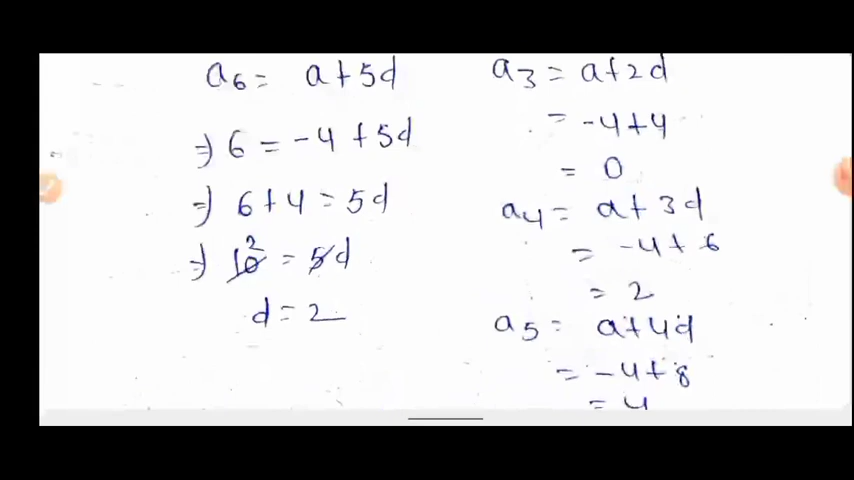 a6 = a + 5d
⇒ 6 = -4 + 5d
⇒ 6 + 4 = 5d
⇒ 10 2 = 5d
d = 2
a3 = a + 2d
= -4 + 4
= 0
a4 = a + 3d
= -4 + 6
= 2
a5 = a + 4d
= -4 + 8
= 4